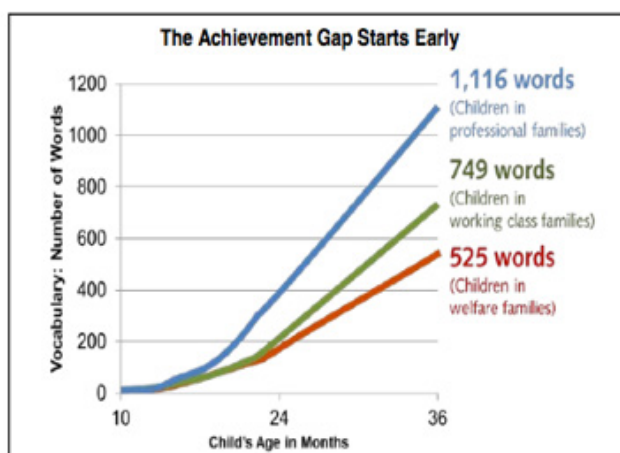 The Achievement Gap Starts Early
1200
1000
800
600
400
200
0
Vocabulary: Number of Words
10
24
36
Child's Age in Months
1,116 words
(Children in
professional families)
749 words
(Children in
working class families)
525 words
(Children in
welfare families)